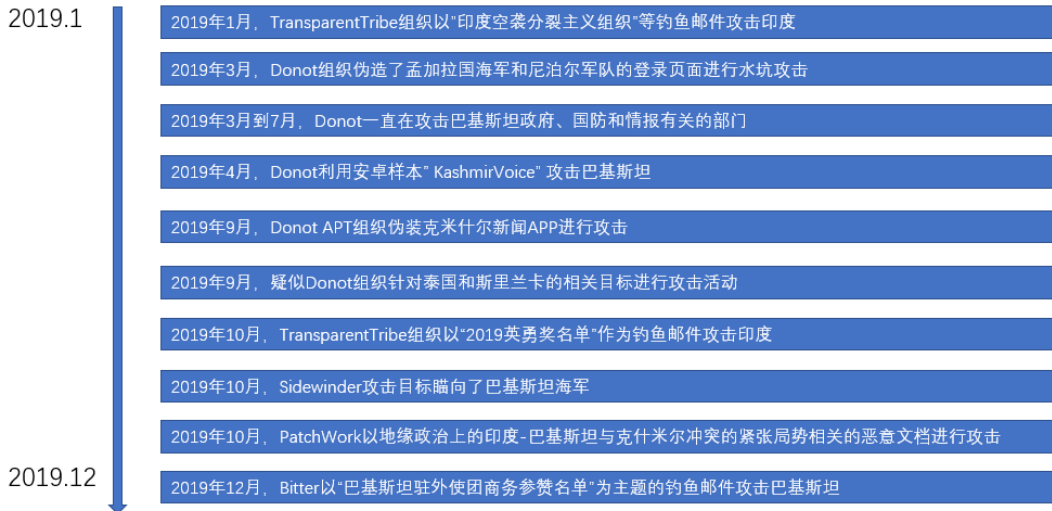 2019.1
2019年1月，TransparentTribe组织以”印度空袭分裂主义组织”等钓鱼邮件攻击印度
2019年3月，Donot组织伪造了孟加拉国海军和尼泊尔军队的登录页面进行水坑攻击
2019年3月到7月，Donot一直在攻击巴基斯坦政府、国防和情报有关的部门
2019年4月，Donot利用安卓样本” KashmirVoice” 攻击巴基斯坦
2019年9月，Donot APT组织伪装克米什尔新闻APP进行攻击
2019年9月，疑似Donot组织针对泰国和斯里兰卡的相关目标进行攻击活动
2019年10月，TransparentTribe组织以“2019英勇奖名单”作为钓鱼邮件攻击印度
2019年10月，Sidewinder攻击目标瞄向了巴基斯坦海军
2019年10月，PatchWork以地缘政治上的印度-巴基斯坦与克什米尔冲突的紧张局势相关的恶意文档进行攻击
2019.12
2019年12月，Bitter以“巴基斯坦驻外使团商务参赞名单”为主题的钓鱼邮件攻击巴基斯坦